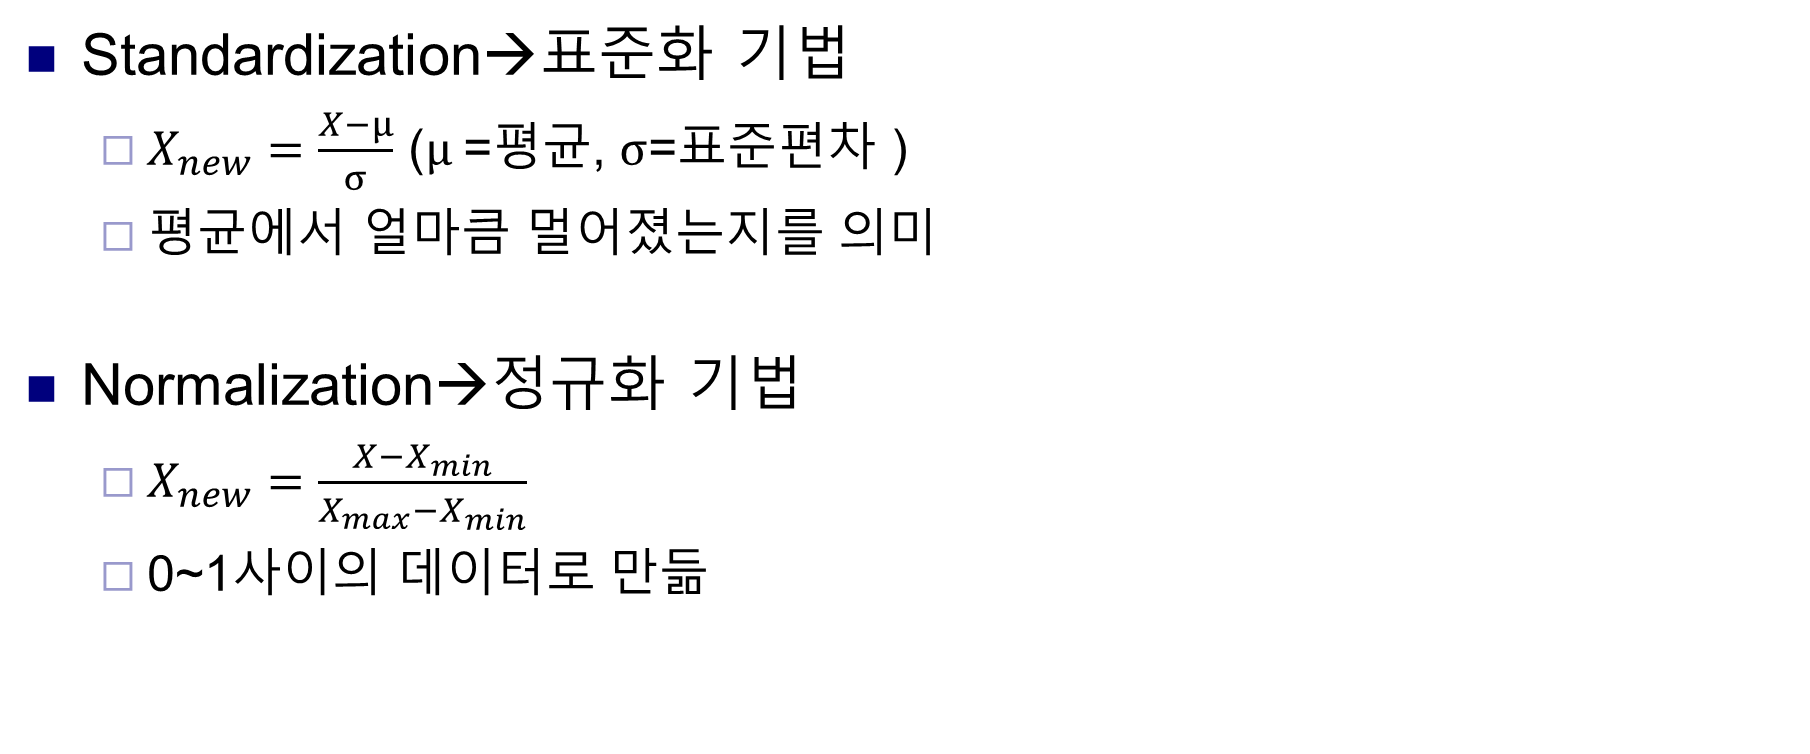 Standardization→표준화 기법
X_new = (X−μ)/σ (μ =평균, σ=표준편차 )
평균에서 얼마큼 멀어졌는지를 의미
Normalization→정규화 기법
X_new = (X−X_min)/(X_max−X_min)
0~1사이의 데이터로 만듦